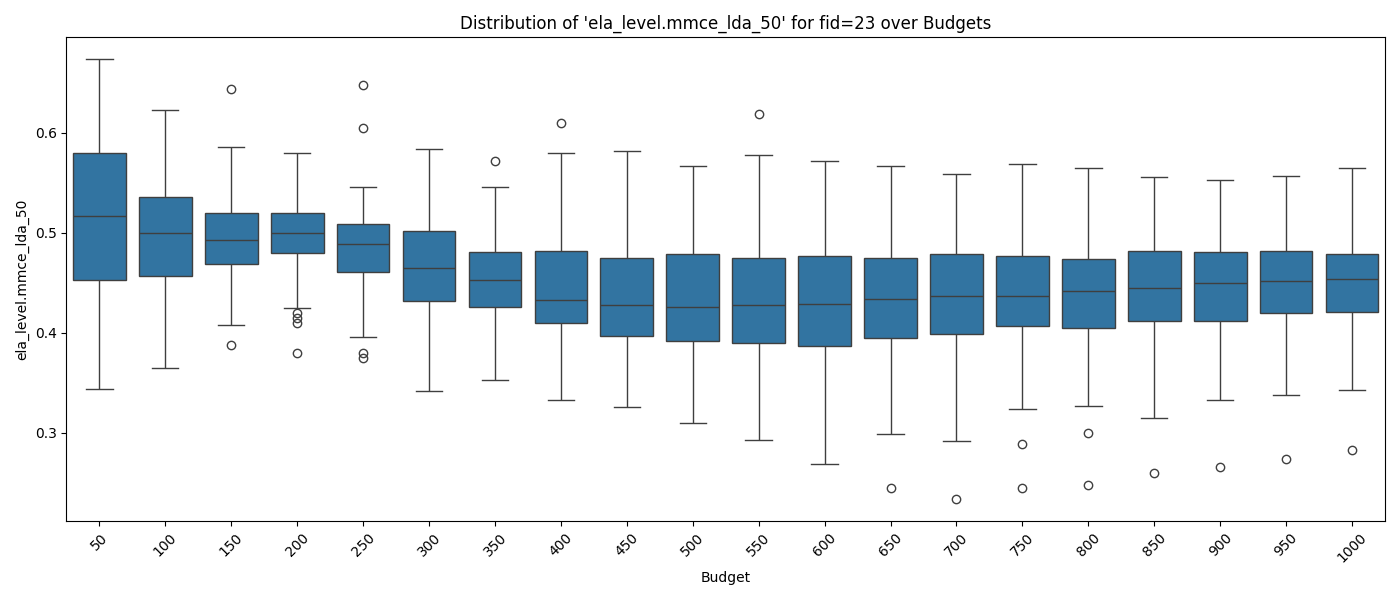 Distribution of 'ela_level.mmce_lda_50' for fid=23 over Budgets
ela_level.mmce_lda_50
0.6
0.5
0.4
0.3
50 100 150 200 250 300 350 400 450 500 550 600 650 700 750 800 850 900 950 1000
Budget